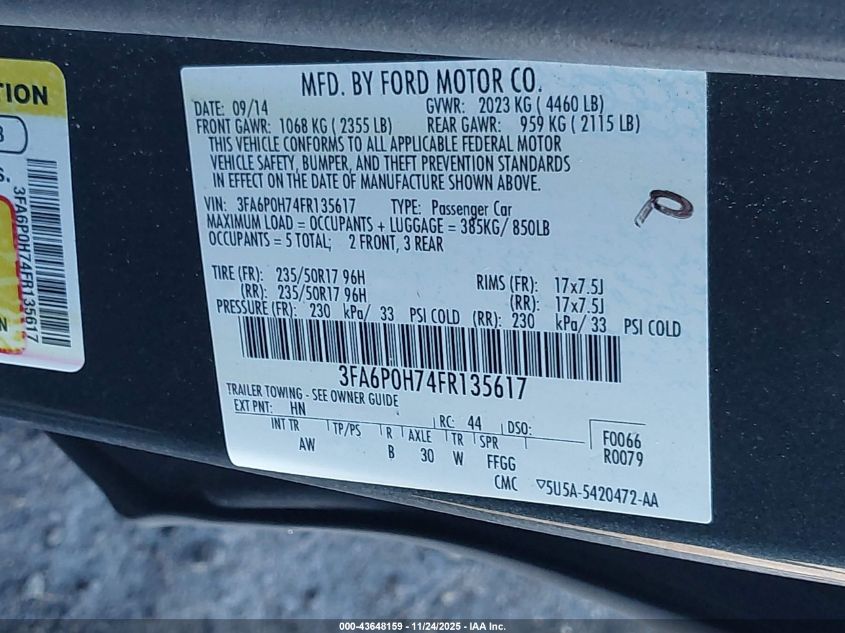 TION
3
S.
3FA6P0H74FR135617
N
MFD. BY FORD MOTOR CO.
DATE: 09/14 GVWR: 2023 KG ( 4460 LB)
FRONT GAWR: 1068 KG ( 2355 LB) REAR GAWR: 959 KG ( 2115 LB)
THIS VEHICLE CONFORMS TO ALL APPLICABLE FEDERAL MOTOR
VEHICLE SAFETY, BUMPER, AND THEFT PREVENTION STANDARDS
IN EFFECT ON THE DATE OF MANUFACTURE SHOWN ABOVE.
VIN: 3FA6P0H74FR135617 TYPE: Passenger Car
MAXIMUM LOAD = OCCUPANTS + LUGGAGE = 385KG/ 850LB
OCCUPANTS = 5 TOTAL; 2 FRONT, 3 REAR
TIRE (FR): 235/50R17 96H RIMS (FR): 17x7.5J
(RR): 235/50R17 96H (RR): 17x7.5J
PRESSURE (FR): 230 kPa/ 33 PSI COLD (RR): 230 kPa/ 33 PSI COLD
3FA6P0H74FR135617
TRAILER TOWING - SEE OWNER GUIDE
EXT PNT: HN RC: 44 DSO: F0066
INT TR TP/PS R AXLE TR SPR R0079
AW B 30 W FFGG
CMC 5U5A-5420472-AA
000-43648159 - 11/24/2025 - IAA Inc.